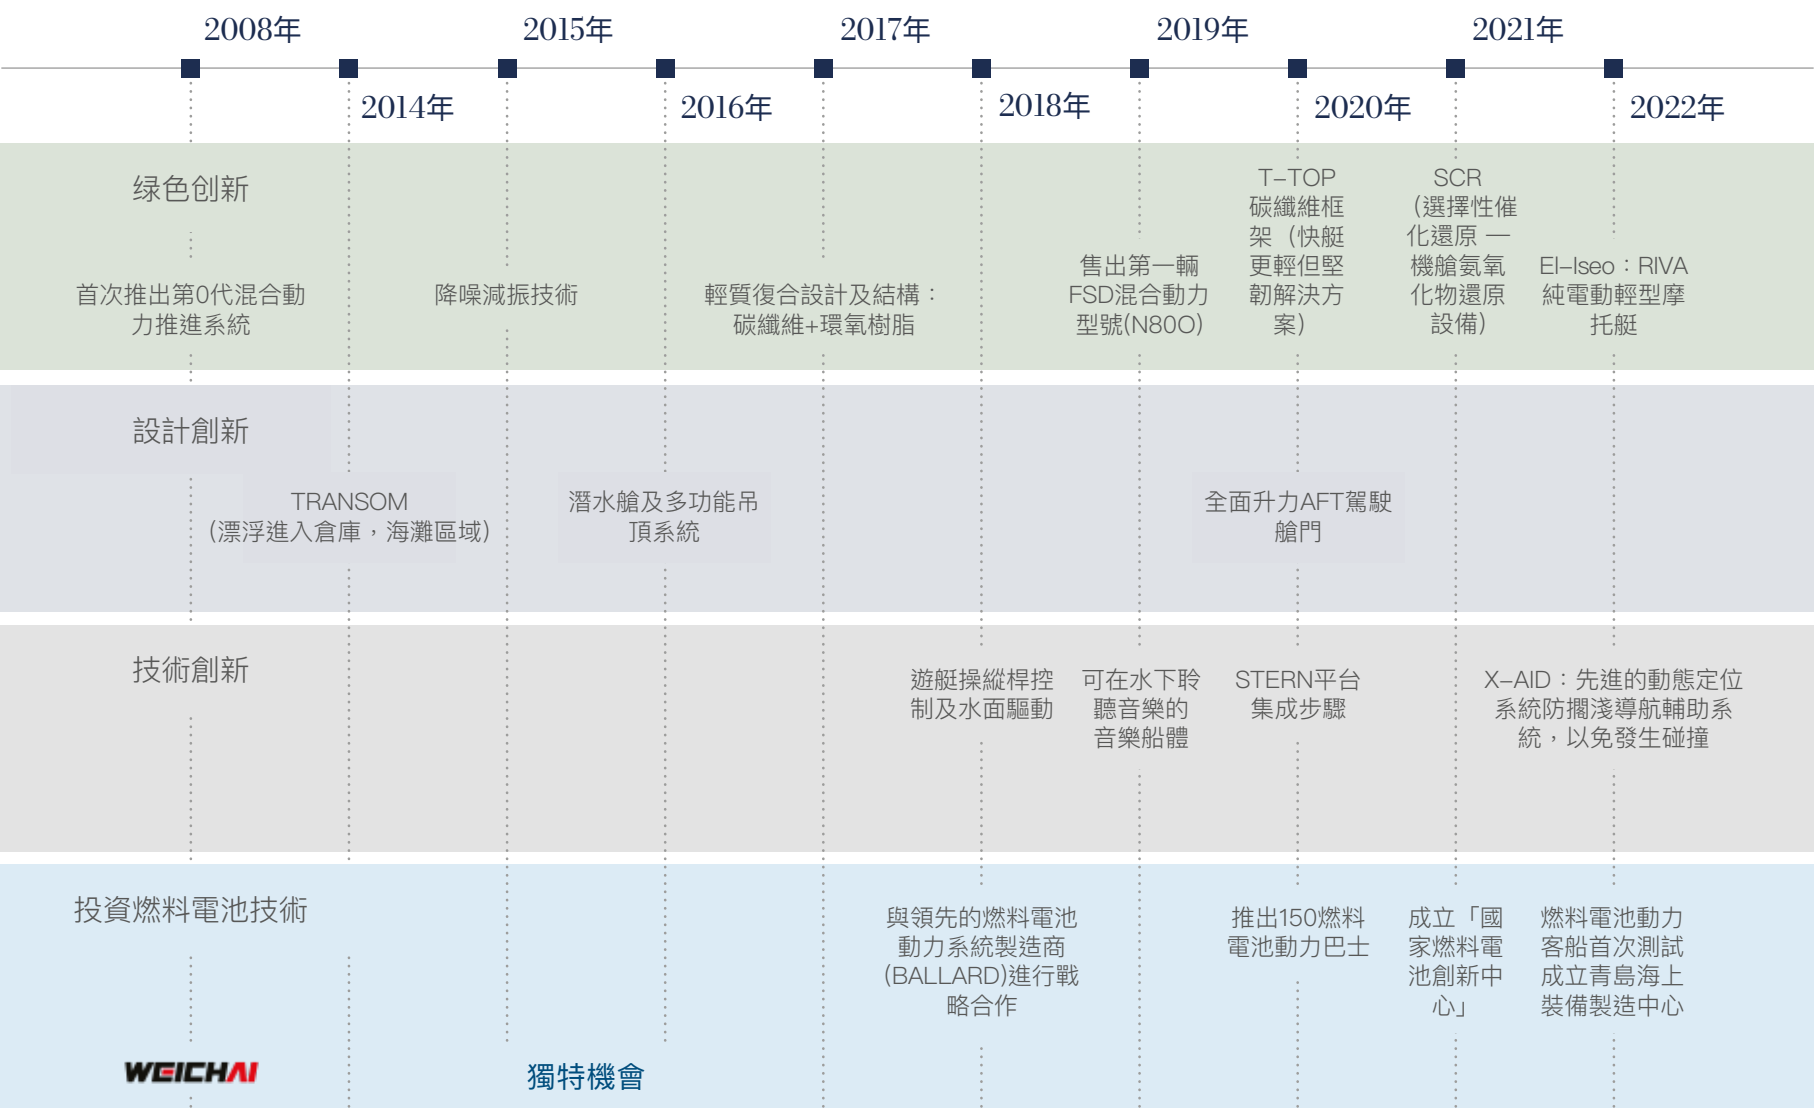 2008年
2015年
2017年
2019年
2021年
2014年
2016年
2018年
2020年
2022年
绿色创新
首次推出第0代混合動
力推進系統
降噪減振技術
輕質復合設計及結構：
碳纖維+環氧樹脂
售出第一輛
FSD混合動力
型號(N80O)
T-TOP
碳纖維框
架（快艇
更輕但堅
韌解決方
案）
SCR
（選擇性催
化還原 —
機艙氨氧
化物還原
設備）
El-Iseo：RIVA
純電動輕型摩
托艇
設計創新
TRANSOM
（漂浮進入倉庫，海灘區域）
潛水艙及多功能吊
頂系統
全面升力AFT駕駛
艙門
技術創新
遊艇操縱桿控
制及水面驅動
可在水下聆
聽音樂的
音樂船體
STERN平台
集成步驟
X-AID：先進的動態定位
系統防擱淺導航輔助系
統，以免發生碰撞
投資燃料電池技術
與領先的燃料電池
動力系統製造商
(BALLARD)進行戰
略合作
推出150燃料
電池動力巴士
成立「國
家燃料電
池創新中
心」
燃料電池動力
客船首次測試
成立青島海上
裝備製造中心
WEICHAI
獨特機會